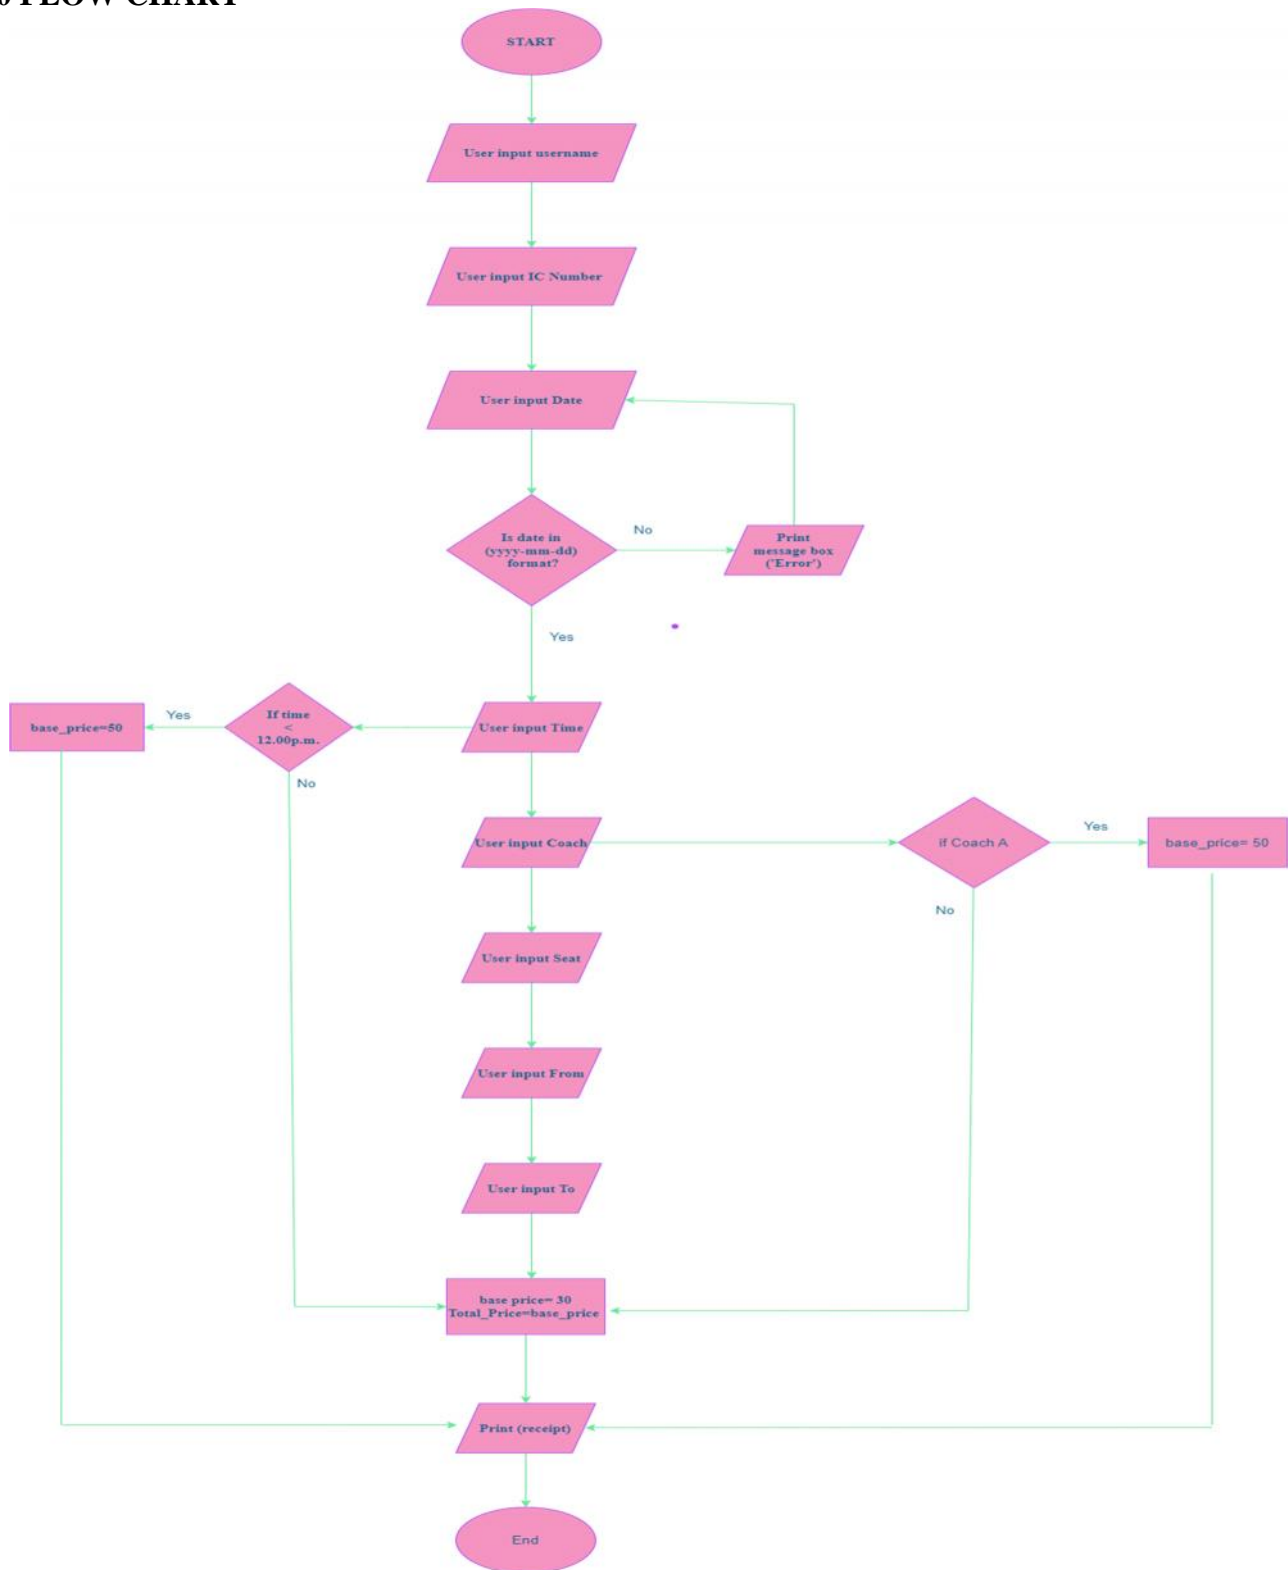 FLOW CHART
START
User input username
User input IC Number
User input Date
Is date in
(yyyy-mm-dd)
format?
No
Print
message box
('Error')
Yes
User input Time
If time
<
12.00p.m.
Yes
base_price=50
No
User input Coach
if Coach A
Yes
base_price= 50
No
User input Seat
User input From
User input To
base price= 30
Total_Price=base_price
Print (receipt)
End